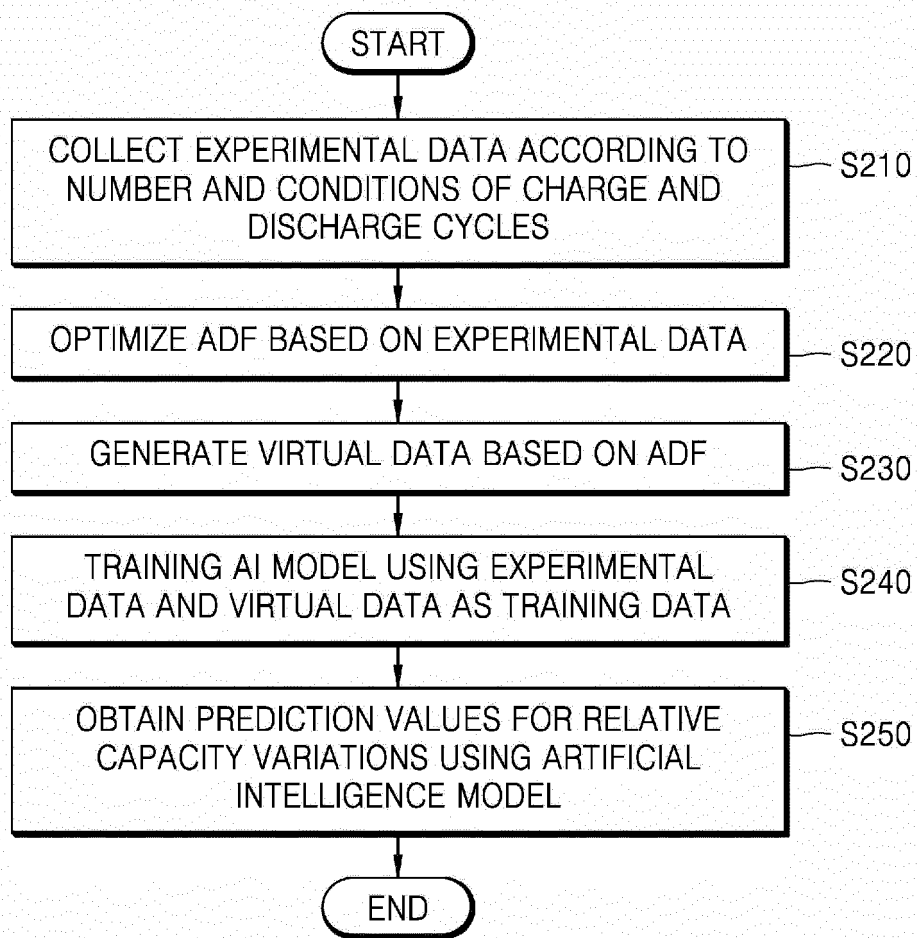 START
COLLECT EXPERIMENTAL DATA ACCORDING TO
NUMBER AND CONDITIONS OF CHARGE AND
DISCHARGE CYCLES
S210
OPTIMIZE ADF BASED ON EXPERIMENTAL DATA
S220
GENERATE VIRTUAL DATA BASED ON ADF
S230
TRAINING AI MODEL USING EXPERIMENTAL
DATA AND VIRTUAL DATA AS TRAINING DATA
S240
OBTAIN PREDICTION VALUES FOR RELATIVE
CAPACITY VARIATIONS USING ARTIFICIAL
INTELLIGENCE MODEL
S250
END